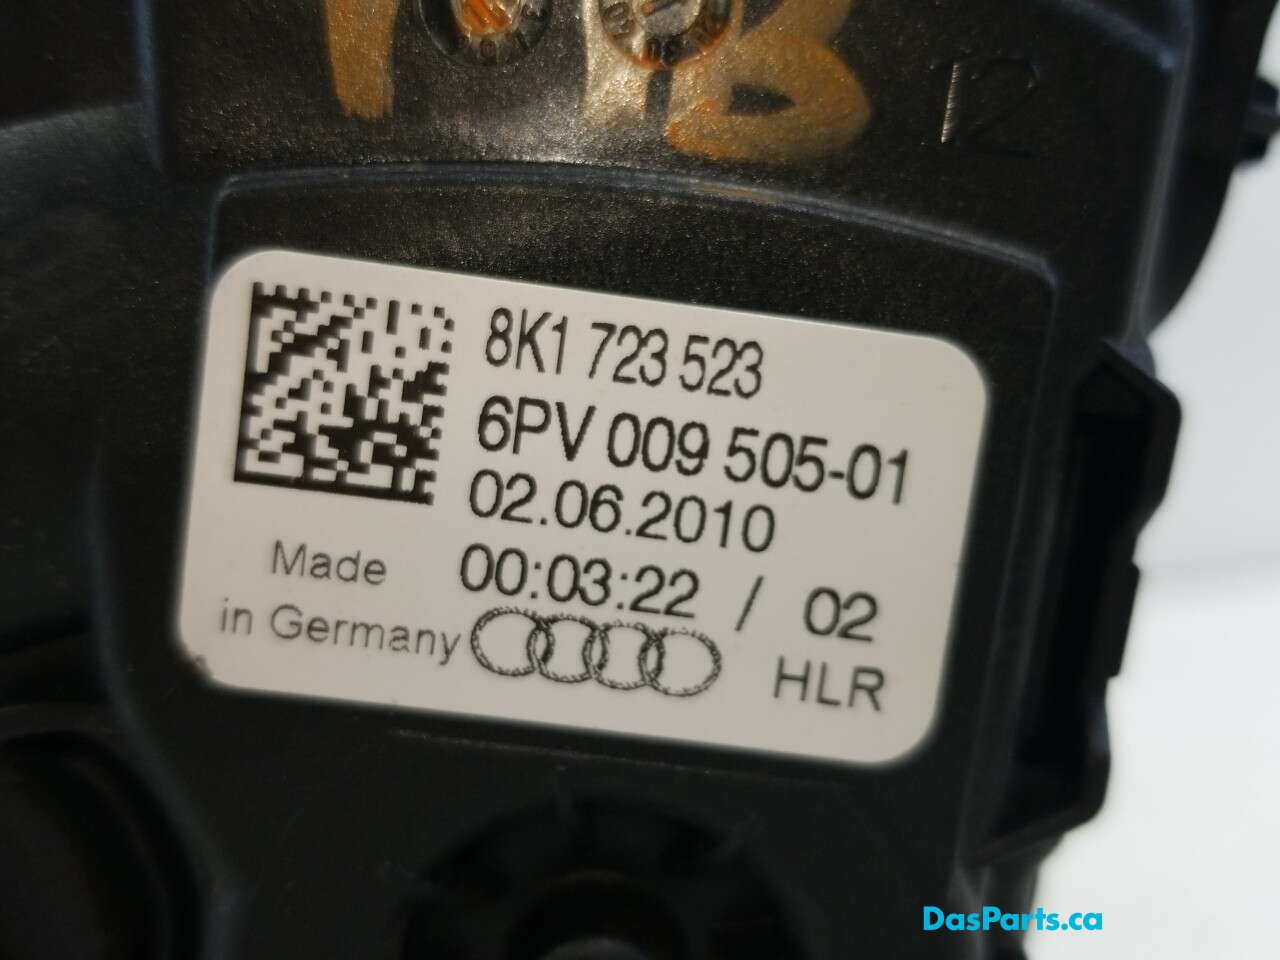 12
8K1 723 523
6PV 009 505-01
02.06.2010
00:03:22 / 02
Made
in Germany
HLR
DasParts.ca